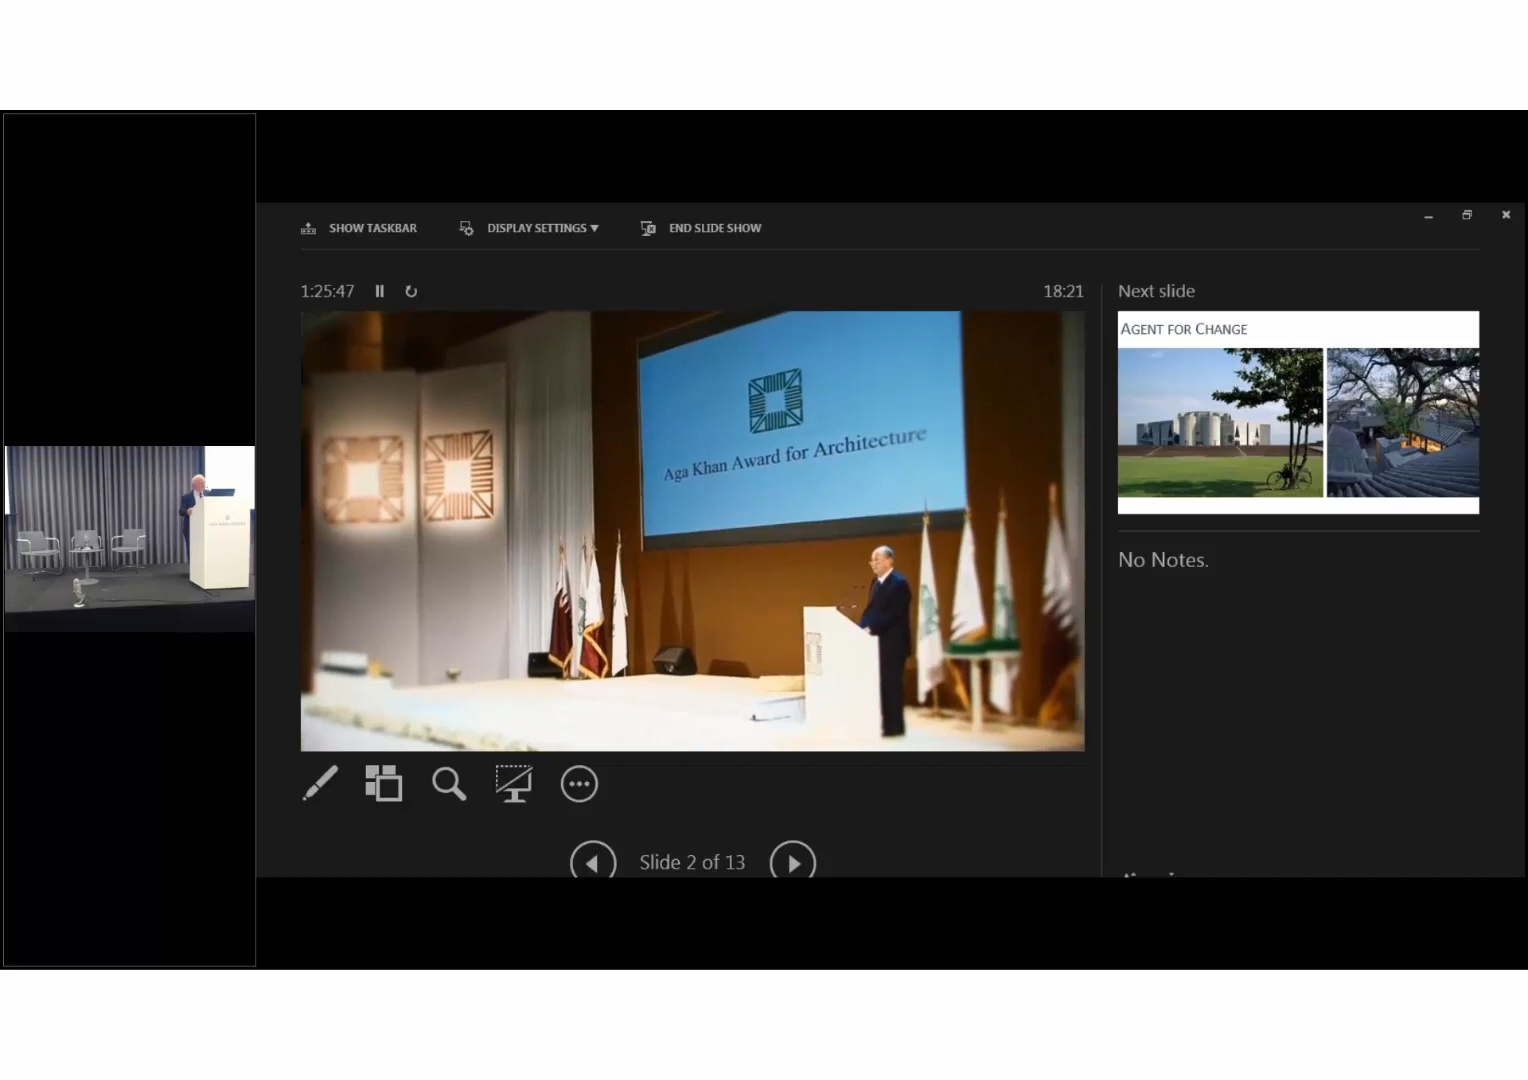 SHOW TASKBAR
DISPLAY SETTINGS ▼
END SLIDE SHOW
1:25:47
18:21
Next slide
AGENT FOR CHANGE
Aga Khan Award for Architecture
No Notes.
Slide 2 of 13